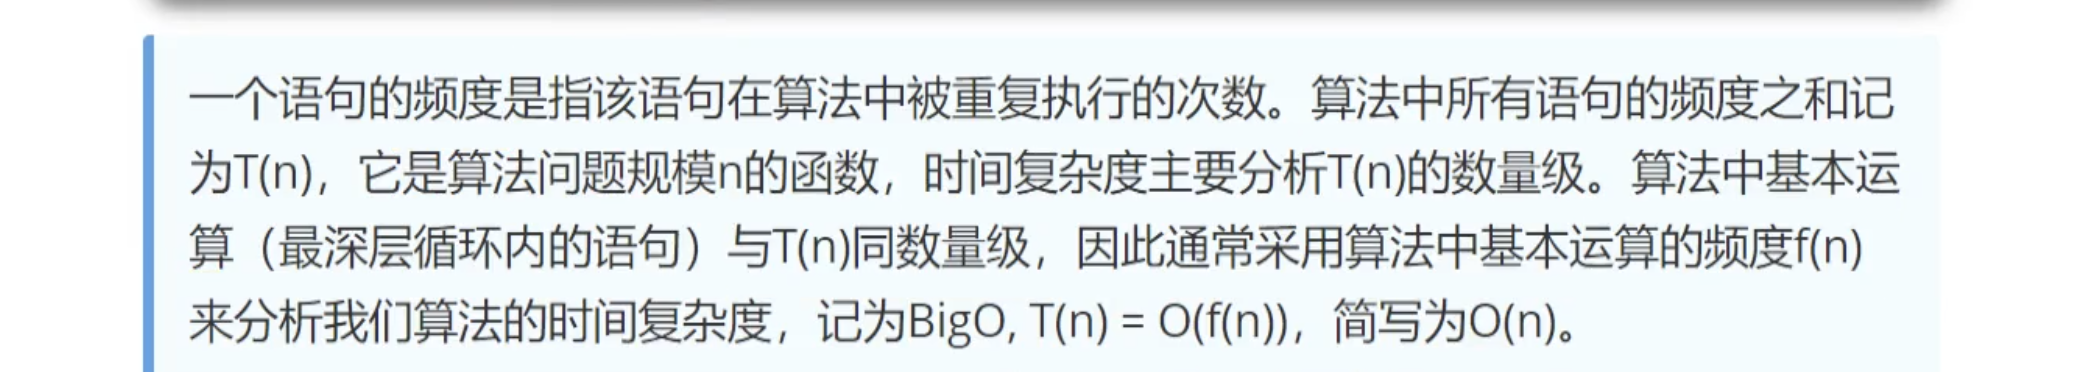 一个语句的频度是指该语句在算法中被重复执行的次数。算法中所有语句的频度之和记
为T(n)，它是算法问题规模n的函数，时间复杂度主要分析T(n)的数量级。算法中基本运
算（最深层循环内的语句）与T(n)同数量级，因此通常采用算法中基本运算的频度f(n)
来分析我们算法的时间复杂度，记为BigO, T(n) = O(f(n))，简写为O(n)。